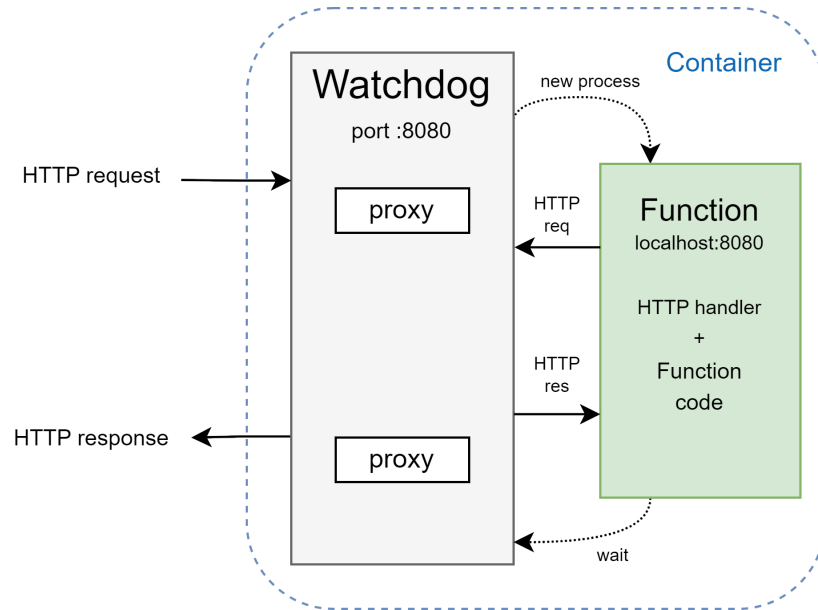 Container
Watchdog
port :8080
new process
HTTP request
proxy
HTTP
req
Function
localhost:8080
HTTP handler
+
Function
code
HTTP
res
HTTP response
proxy
wait